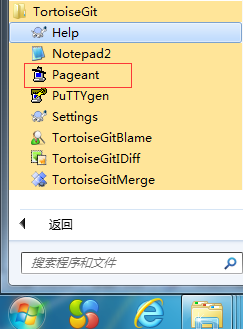 TortoiseGit
Help
Notepad2
Pageant
PuTTYgen
Settings
TortoiseGitBlame
TortoiseGitIDiff
TortoiseGitMerge
返回
搜索程序和文件